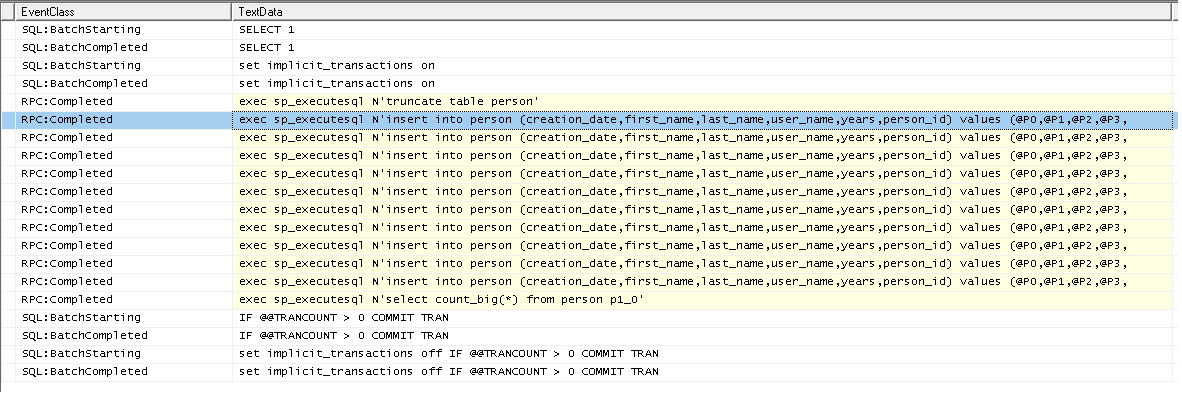 EventClass TextData
SQL:BatchStarting SELECT 1
SQL:BatchCompleted SELECT 1
SQL:BatchStarting set implicit_transactions on
SQL:BatchCompleted set implicit_transactions on
RPC:Completed exec sp_executesql N'truncate table person'
RPC:Completed exec sp_executesql N'insert into person (creation_date,first_name,last_name,user_name,years,person_id) values (@P0,@P1,@P2,@P3,
RPC:Completed exec sp_executesql N'insert into person (creation_date,first_name,last_name,user_name,years,person_id) values (@P0,@P1,@P2,@P3,
RPC:Completed exec sp_executesql N'insert into person (creation_date,first_name,last_name,user_name,years,person_id) values (@P0,@P1,@P2,@P3,
RPC:Completed exec sp_executesql N'insert into person (creation_date,first_name,last_name,user_name,years,person_id) values (@P0,@P1,@P2,@P3,
RPC:Completed exec sp_executesql N'insert into person (creation_date,first_name,last_name,user_name,years,person_id) values (@P0,@P1,@P2,@P3,
RPC:Completed exec sp_executesql N'insert into person (creation_date,first_name,last_name,user_name,years,person_id) values (@P0,@P1,@P2,@P3,
RPC:Completed exec sp_executesql N'insert into person (creation_date,first_name,last_name,user_name,years,person_id) values (@P0,@P1,@P2,@P3,
RPC:Completed exec sp_executesql N'insert into person (creation_date,first_name,last_name,user_name,years,person_id) values (@P0,@P1,@P2,@P3,
RPC:Completed exec sp_executesql N'insert into person (creation_date,first_name,last_name,user_name,years,person_id) values (@P0,@P1,@P2,@P3,
RPC:Completed exec sp_executesql N'insert into person (creation_date,first_name,last_name,user_name,years,person_id) values (@P0,@P1,@P2,@P3,
RPC:Completed exec sp_executesql N'select count_big(*) from person p1_0'
SQL:BatchStarting IF @@TRANCOUNT > 0 COMMIT TRAN
SQL:BatchCompleted IF @@TRANCOUNT > 0 COMMIT TRAN
SQL:BatchStarting set implicit_transactions off IF @@TRANCOUNT > 0 COMMIT TRAN
SQL:BatchCompleted set implicit_transactions off IF @@TRANCOUNT > 0 COMMIT TRAN